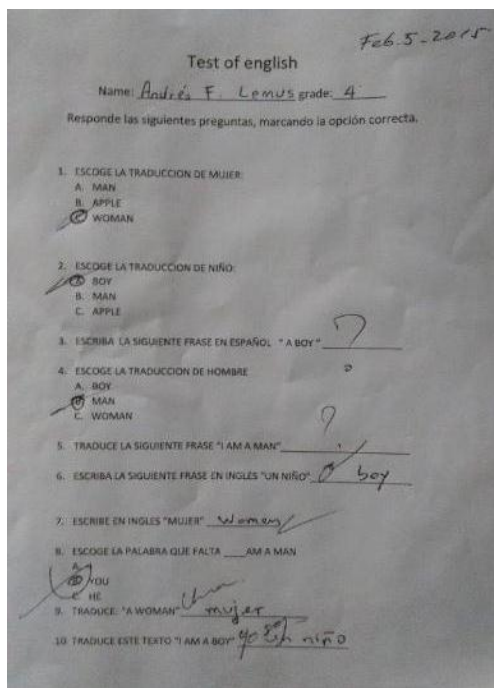 Feb. 5 - 2015
Test of english
Name: Andrés F. Lemus grade: 4
Responde las siguientes preguntas, marcando la opción correcta.
1. ESCOGE LA TRADUCCION DE MUJER:
A. MAN
B. APPLE
C. WOMAN
2. ESCOGE LA TRADUCCION DE NIÑO:
A. BOY
B. MAN
C. APPLE
3. ESCRIBA LA SIGUIENTE FRASE EN ESPAÑOL "A BOY" ?
4. ESCOGE LA TRADUCCION DE HOMBRE
A. BOY
B. MAN
C. WOMAN
5. TRADUCE LA SIGUIENTE FRASE "I AM A MAN" ?
6. ESCRIBA LA SIGUIENTE FRASE EN INGLES "UN NIÑO" boy
7. ESCRIBE EN INGLES "MUJER" Women
8. ESCOGE LA PALABRA QUE FALTA ____AM A MAN
A.
B. YOU
C. HE
9. TRADUCE: "A WOMAN" Una mujer
10 TRADUCE ESTE TEXTO "I AM A BOY" yo niño